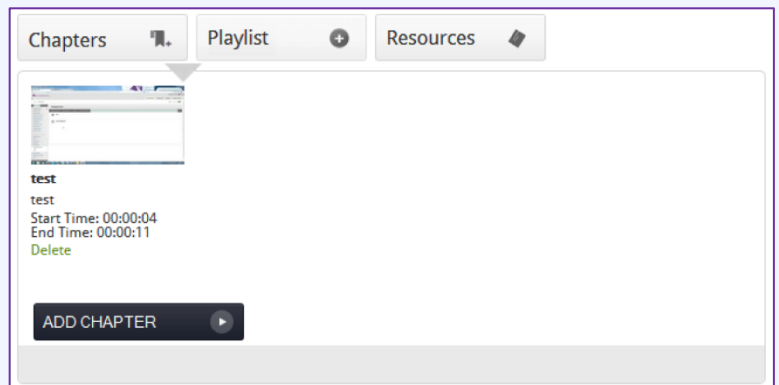 Chapters
Playlist
Resources
test
test
Start Time: 00:00:04
End Time: 00:00:11
Delete
ADD CHAPTER